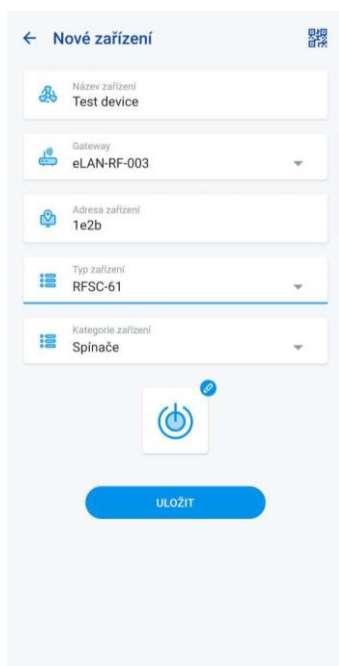 Nové zařízení
Název zařízení
Test device
Gateway
eLAN-RF-003
Adresa zařízení
1e2b
Typ zařízení
RFSC-61
Kategorie zařízení
Spínače
ULOŽIT